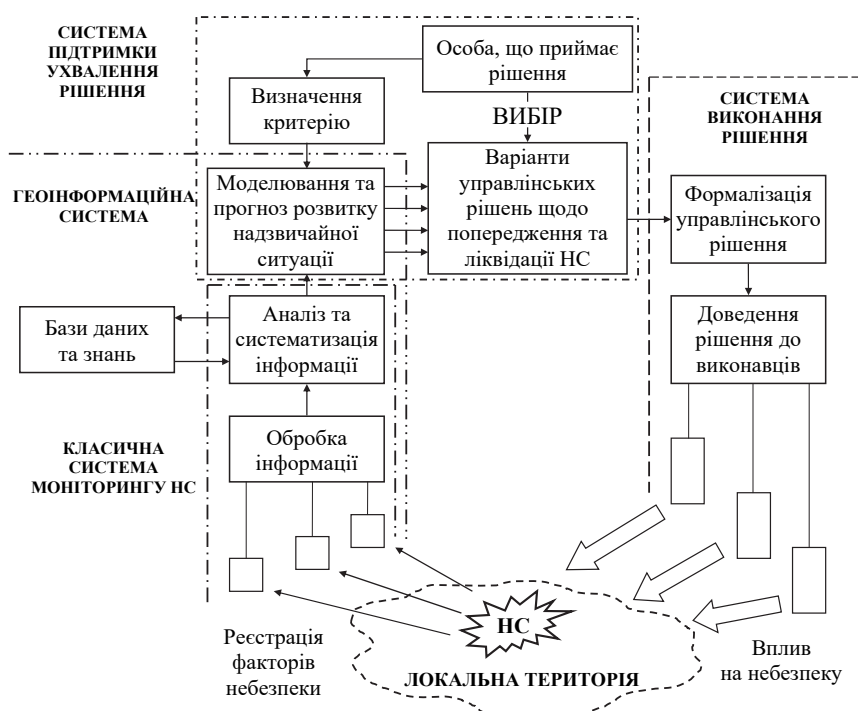 СИСТЕМА
ПІДТРИМКИ
УХВАЛЕННЯ
РІШЕННЯ
Особа, що приймає
рішення
Визначення
критерію
ВИБІР
СИСТЕМА
ВИКОНАННЯ
РІШЕННЯ
ГЕОІНФОРМАЦІЙНА
СИСТЕМА
Моделювання та
прогноз розвитку
надзвичайної
ситуації
Варіанти
управлінських
рішень щодо
попередження та
ліквідації НС
Формалізація
управлінського
рішення
Бази даних
та знань
Аналіз та
систематизація
інформації
Доведення
рішення до
виконавців
КЛАСИЧНА
СИСТЕМА
МОНІТОРИНГУ НС
Обробка
інформації
НС
Реєстрація
факторів
небезпеки
ЛОКАЛЬНА ТЕРИТОРІЯ
Вплив
на небезпеку